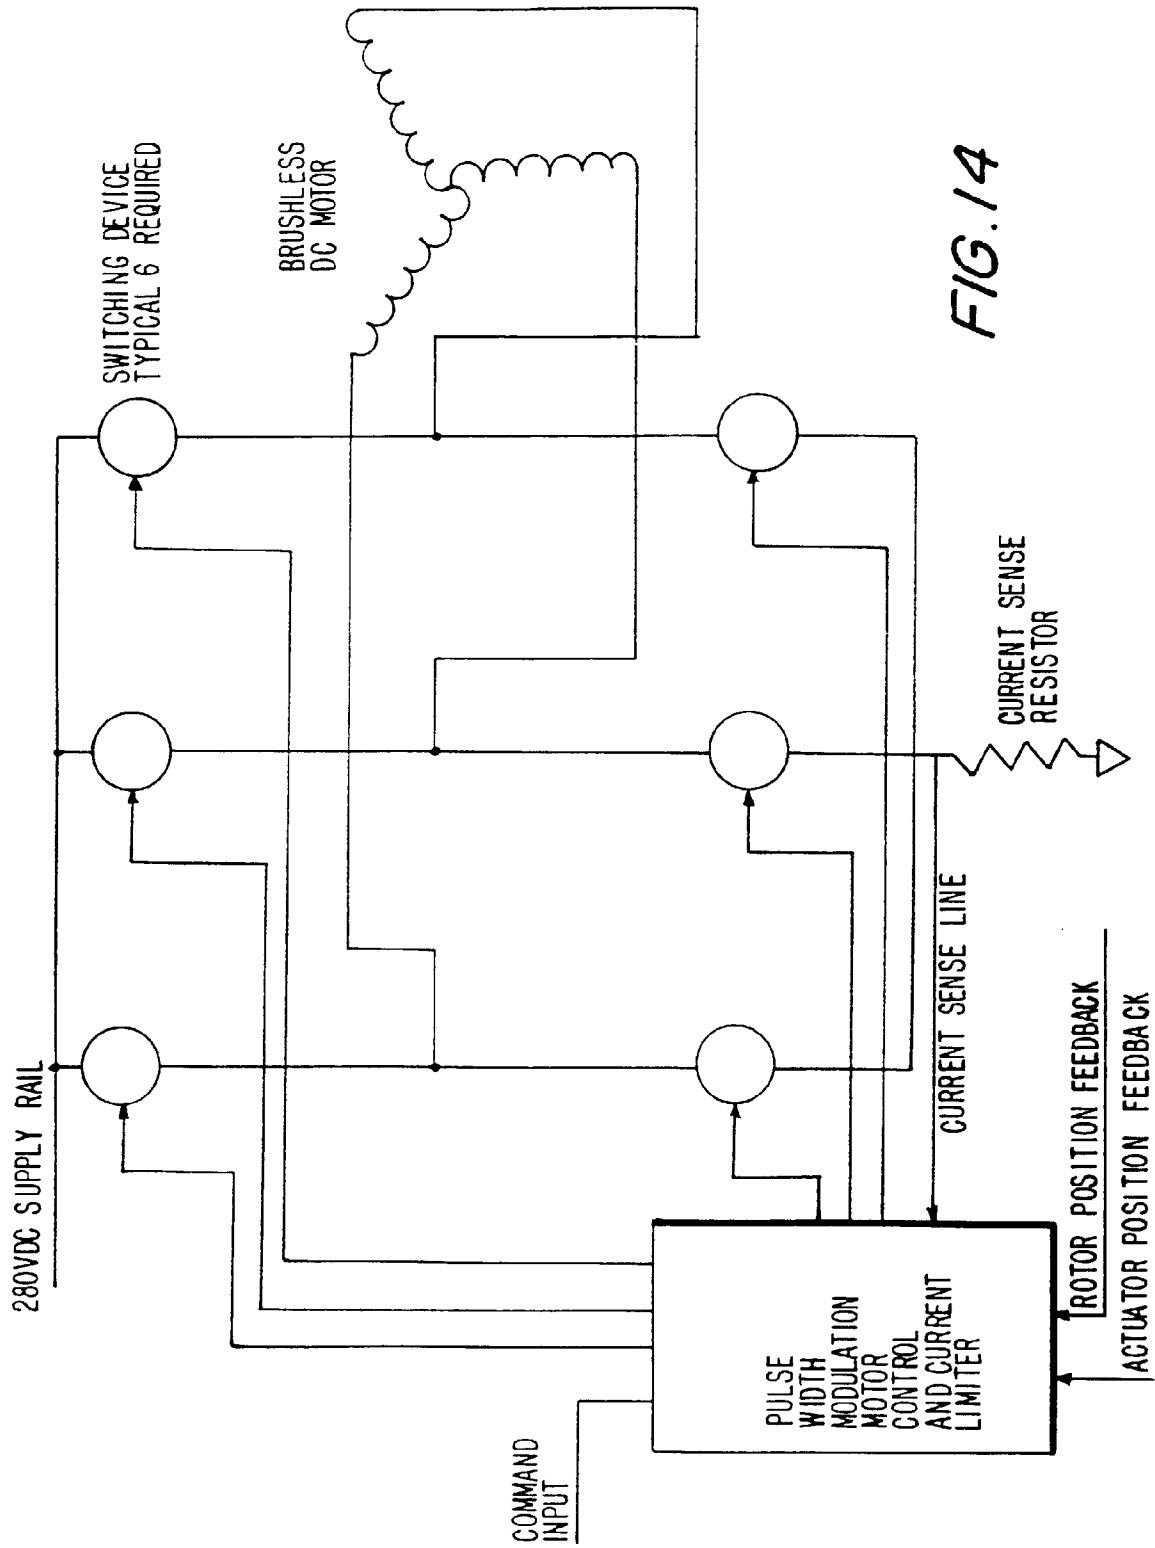 280VDC SUPPLY RAIL
SWITCHING DEVICE
TYPICAL 6 REQUIRED
BRUSHLESS
DC MOTOR
COMMAND
INPUT
PULSE
WIDTH
MODULATION
MOTOR
CONTROL
AND CURRENT
LIMITER
CURRENT SENSE LINE
CURRENT SENSE
RESISTOR
ROTOR POSITION FEEDBACK
ACTUATOR POSITION FEEDBACK
FIG. 14